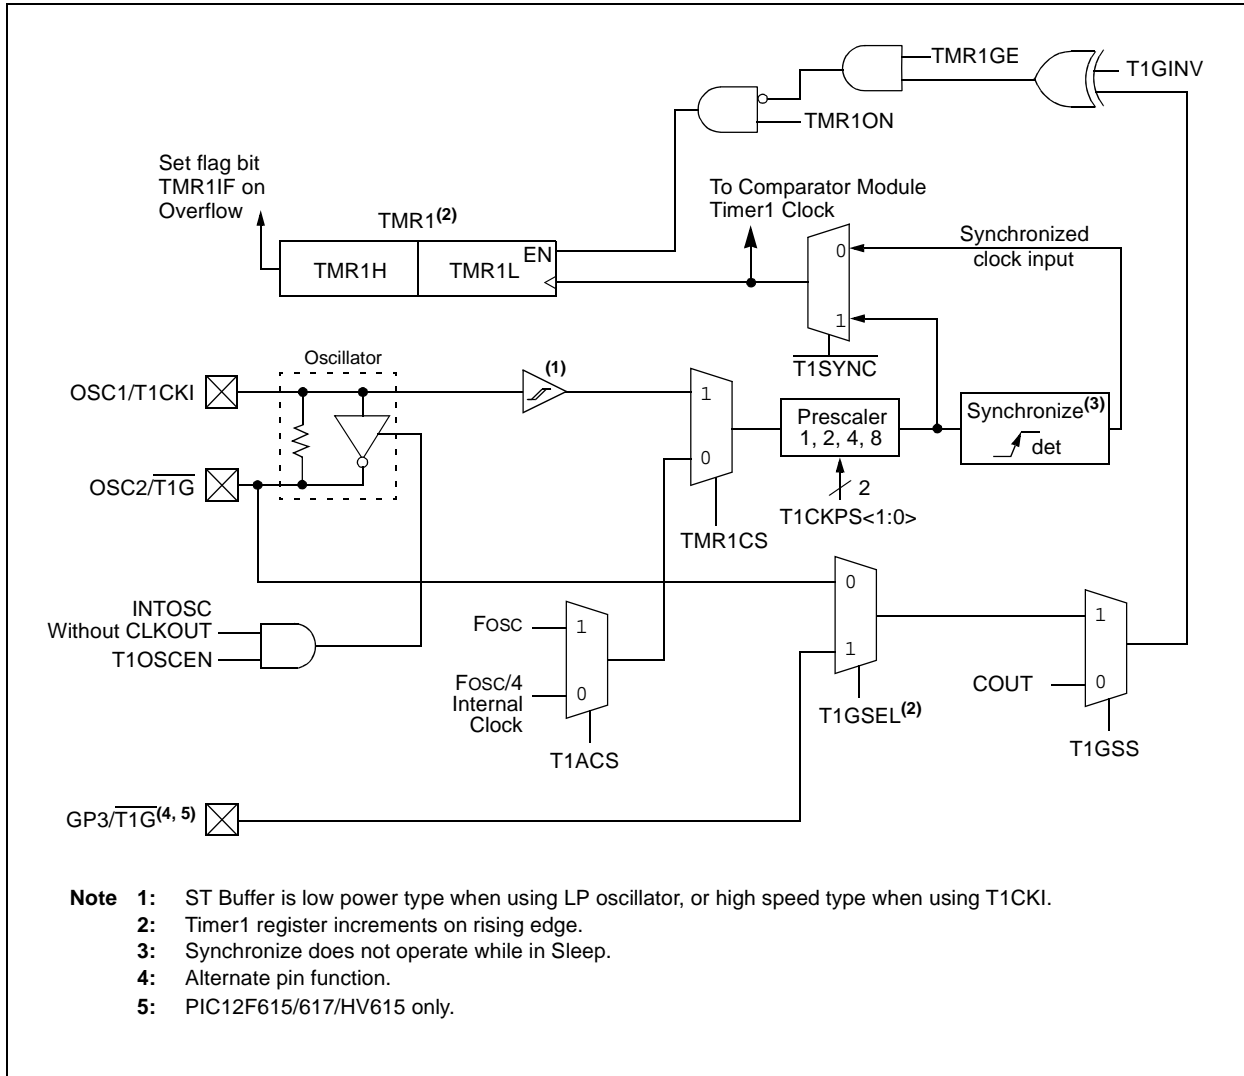 TMR1GE
T1GINV
TMR1ON
Set flag bit
TMR1IF on
Overflow
To Comparator Module
Timer1 Clock
TMR1(2)
EN
TMR1H
TMR1L
0
Synchronized
clock input
1
T1SYNC
Oscillator
(1)
OSC1/T1CKI
1
Prescaler
1, 2, 4, 8
Synchronize(3)
det
0
OSC2/T1G
2
T1CKPS<1:0>
TMR1CS
0
INTOSC
Without CLKOUT
T1OSCEN
FOSC
1
1
1
FOSC/4
Internal
Clock
0
COUT
0
T1GSEL(2)
T1ACS
T1GSS
GP3/T1G(4, 5)
Note 1: ST Buffer is low power type when using LP oscillator, or high speed type when using T1CKI.
2: Timer1 register increments on rising edge.
3: Synchronize does not operate while in Sleep.
4: Alternate pin function.
5: PIC12F615/617/HV615 only.